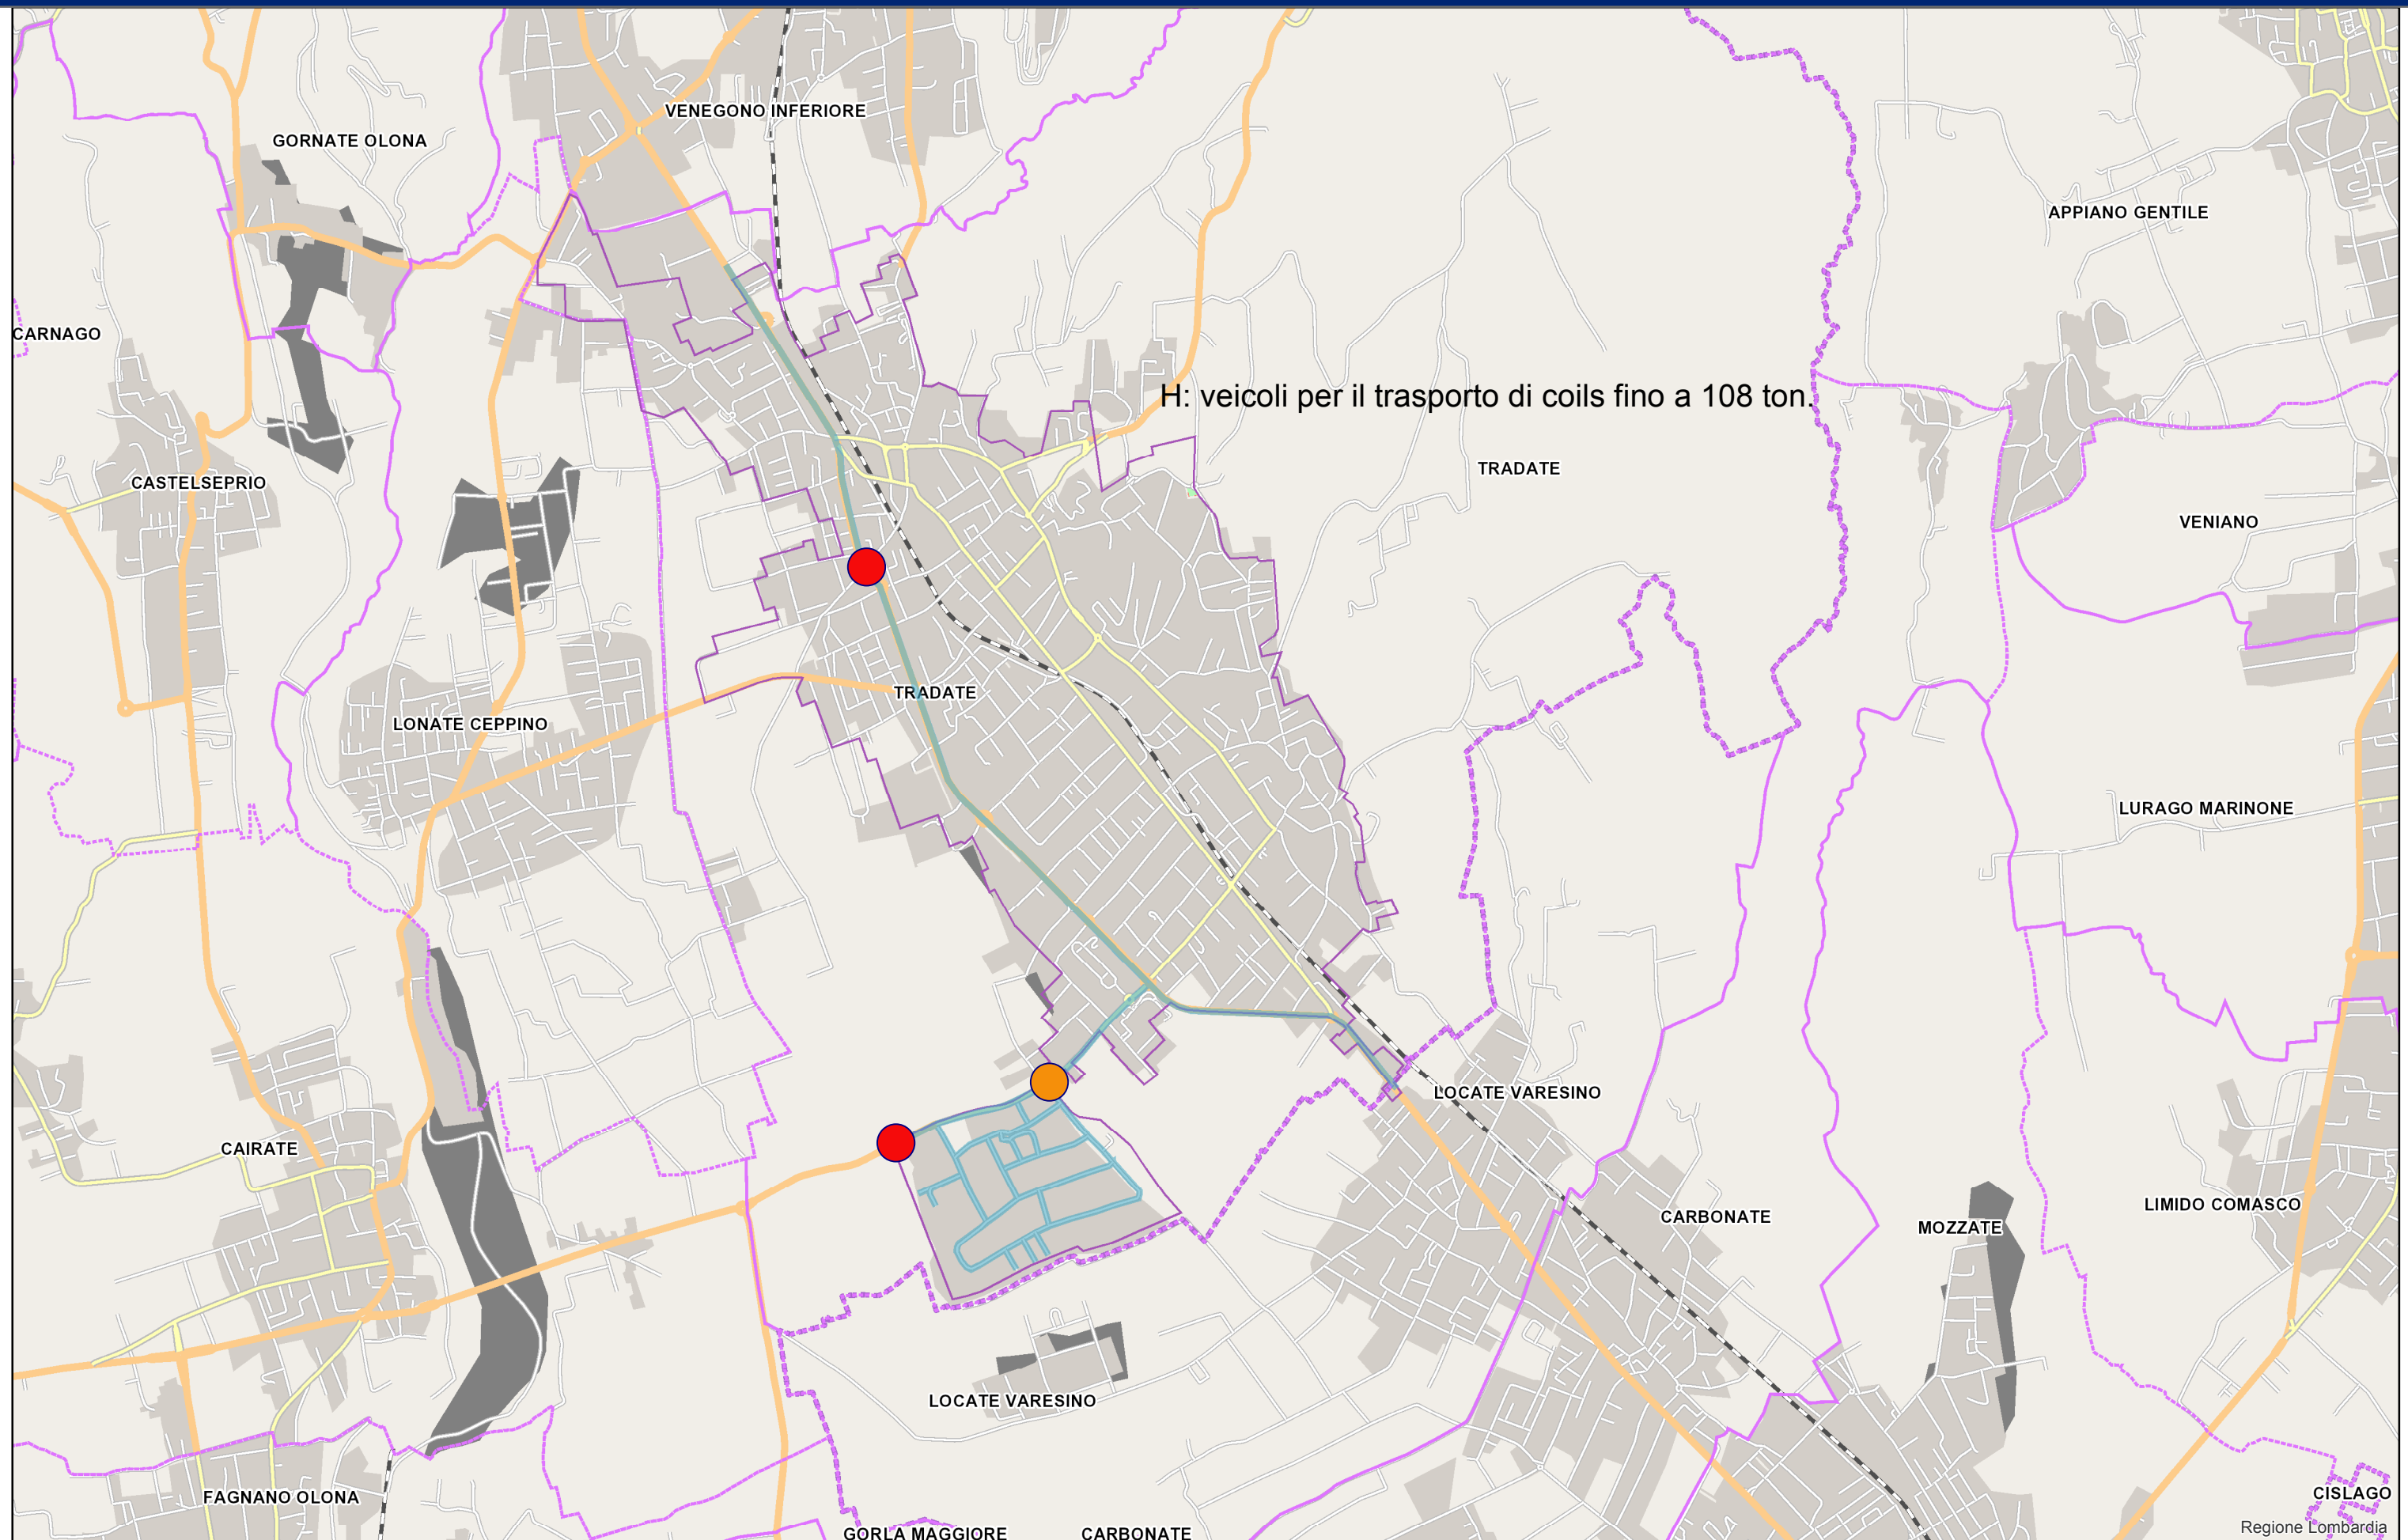 VENEGONO INFERIORE
GORNATE OLONA
APPIANO GENTILE
CARNAGO
H: veicoli per il trasporto di coils fino a 108 ton.
TRADATE
CASTELSEPRIO
VENIANO
TRADATE
LONATE CEPPINO
LURAGO MARINONE
LOCATE VARESINO
CAIRATE
LIMIDO COMASCO
CARBONATE
MOZZATE
LOCATE VARESINO
FAGNANO OLONA
CISLAGO
GORLA MAGGIORE
CARBONATE
Regione Lombardia